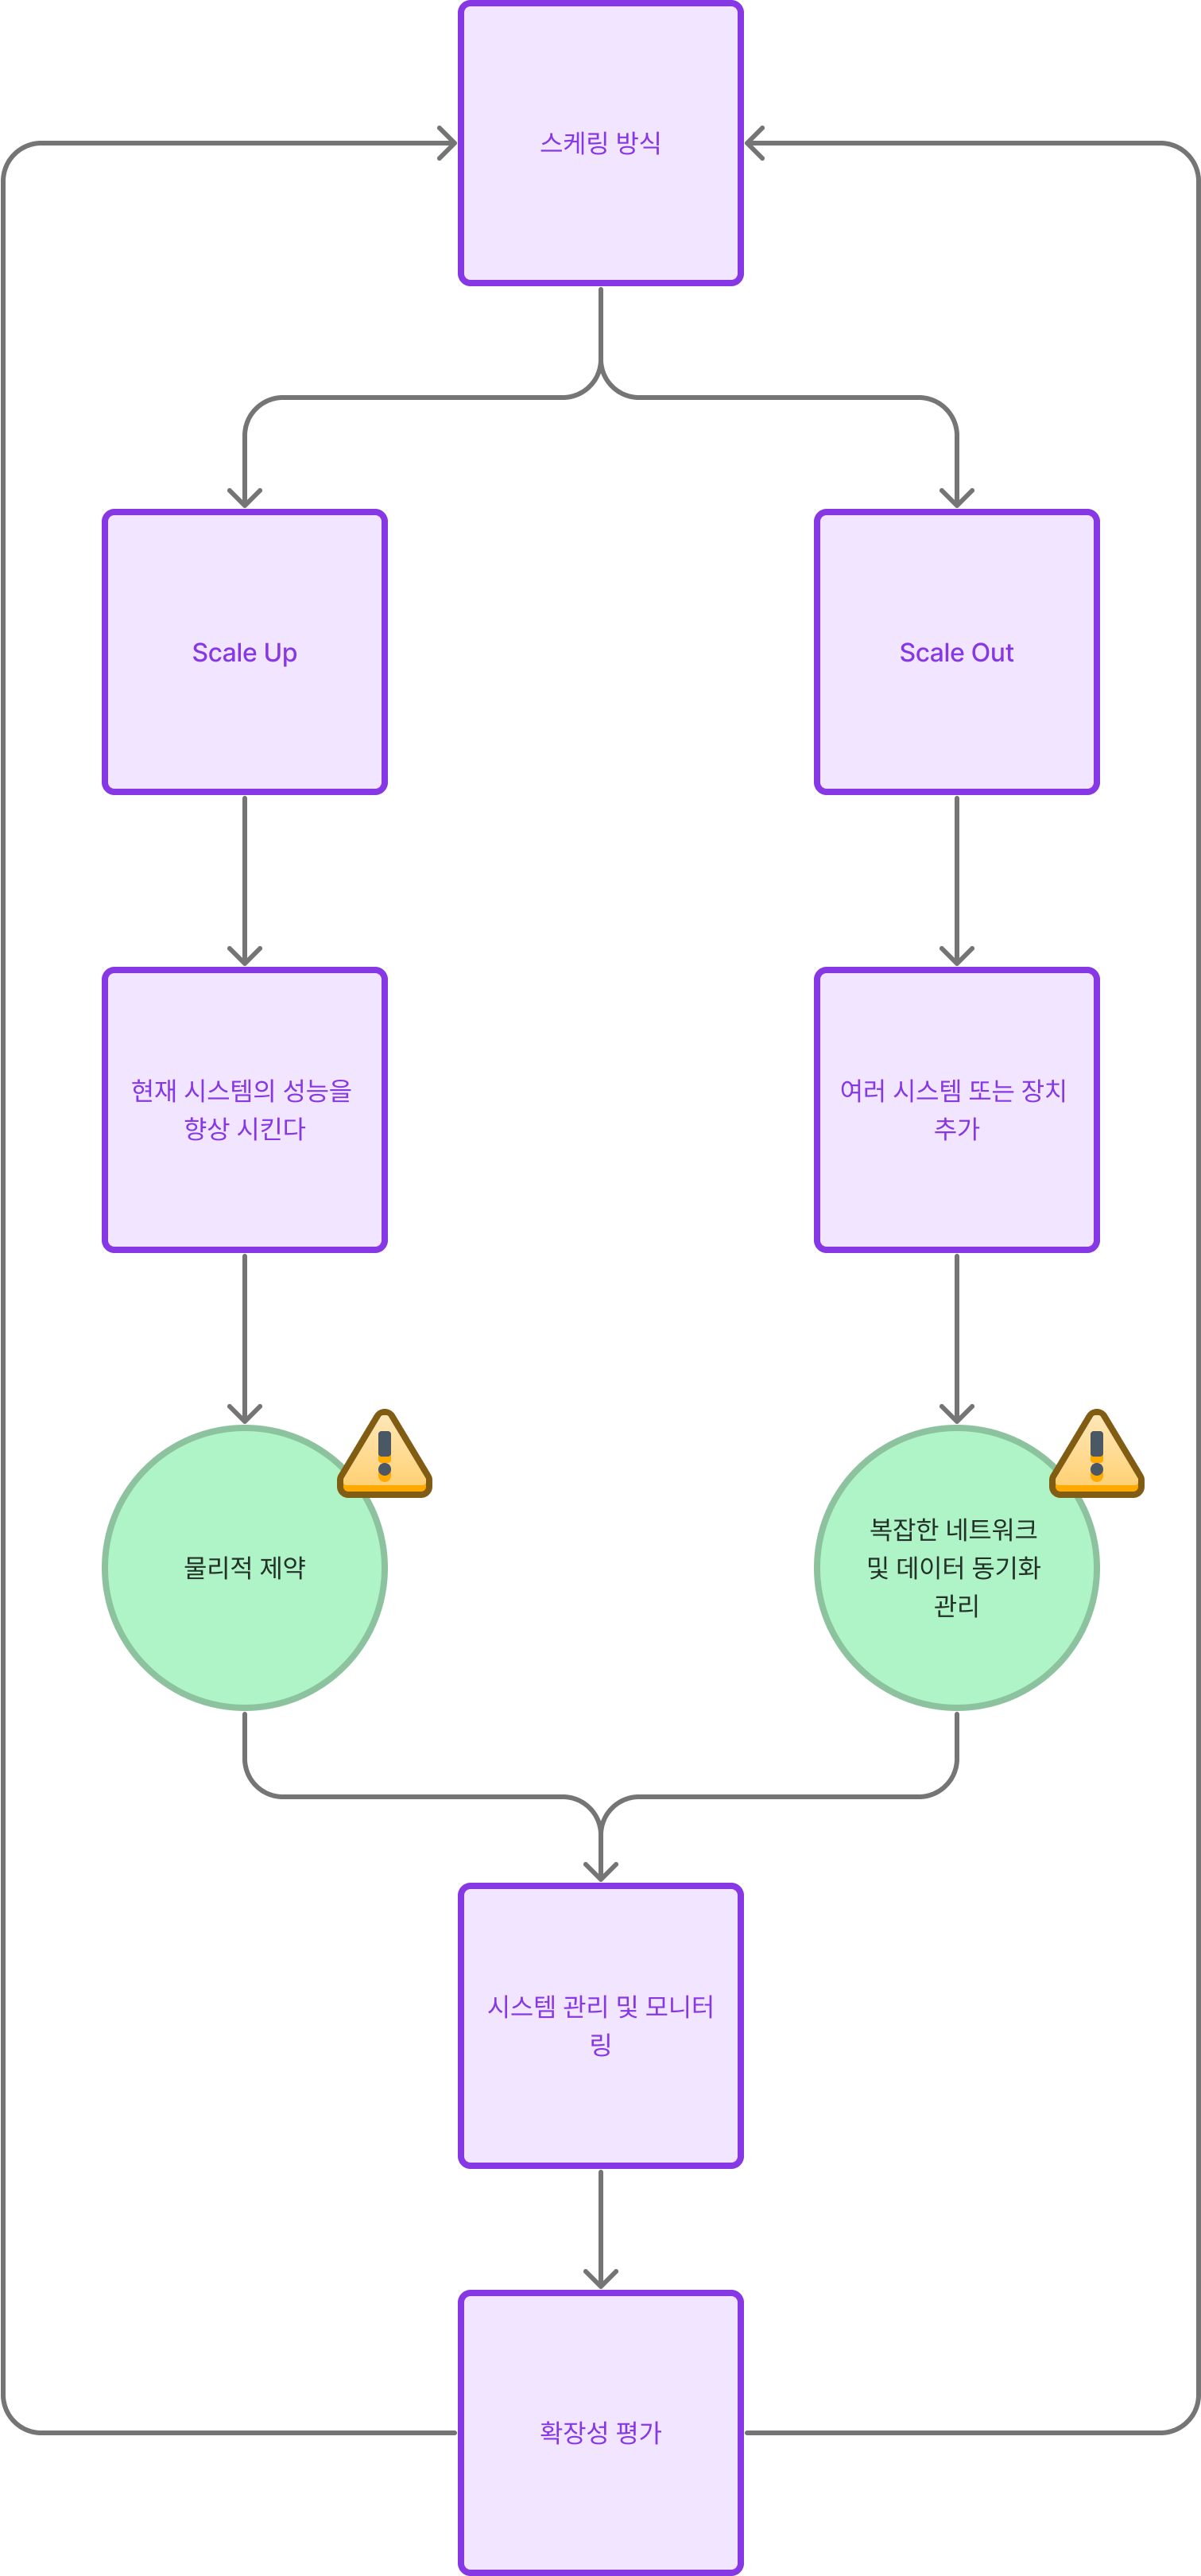 스케링 방식
Scale Up
Scale Out
현재 시스템의 성능을
향상 시킨다
여러 시스템 또는 장치
추가
물리적 제약
복잡한 네트워크
및 데이터 동기화
관리
시스템 관리 및 모니터
링
확장성 평가